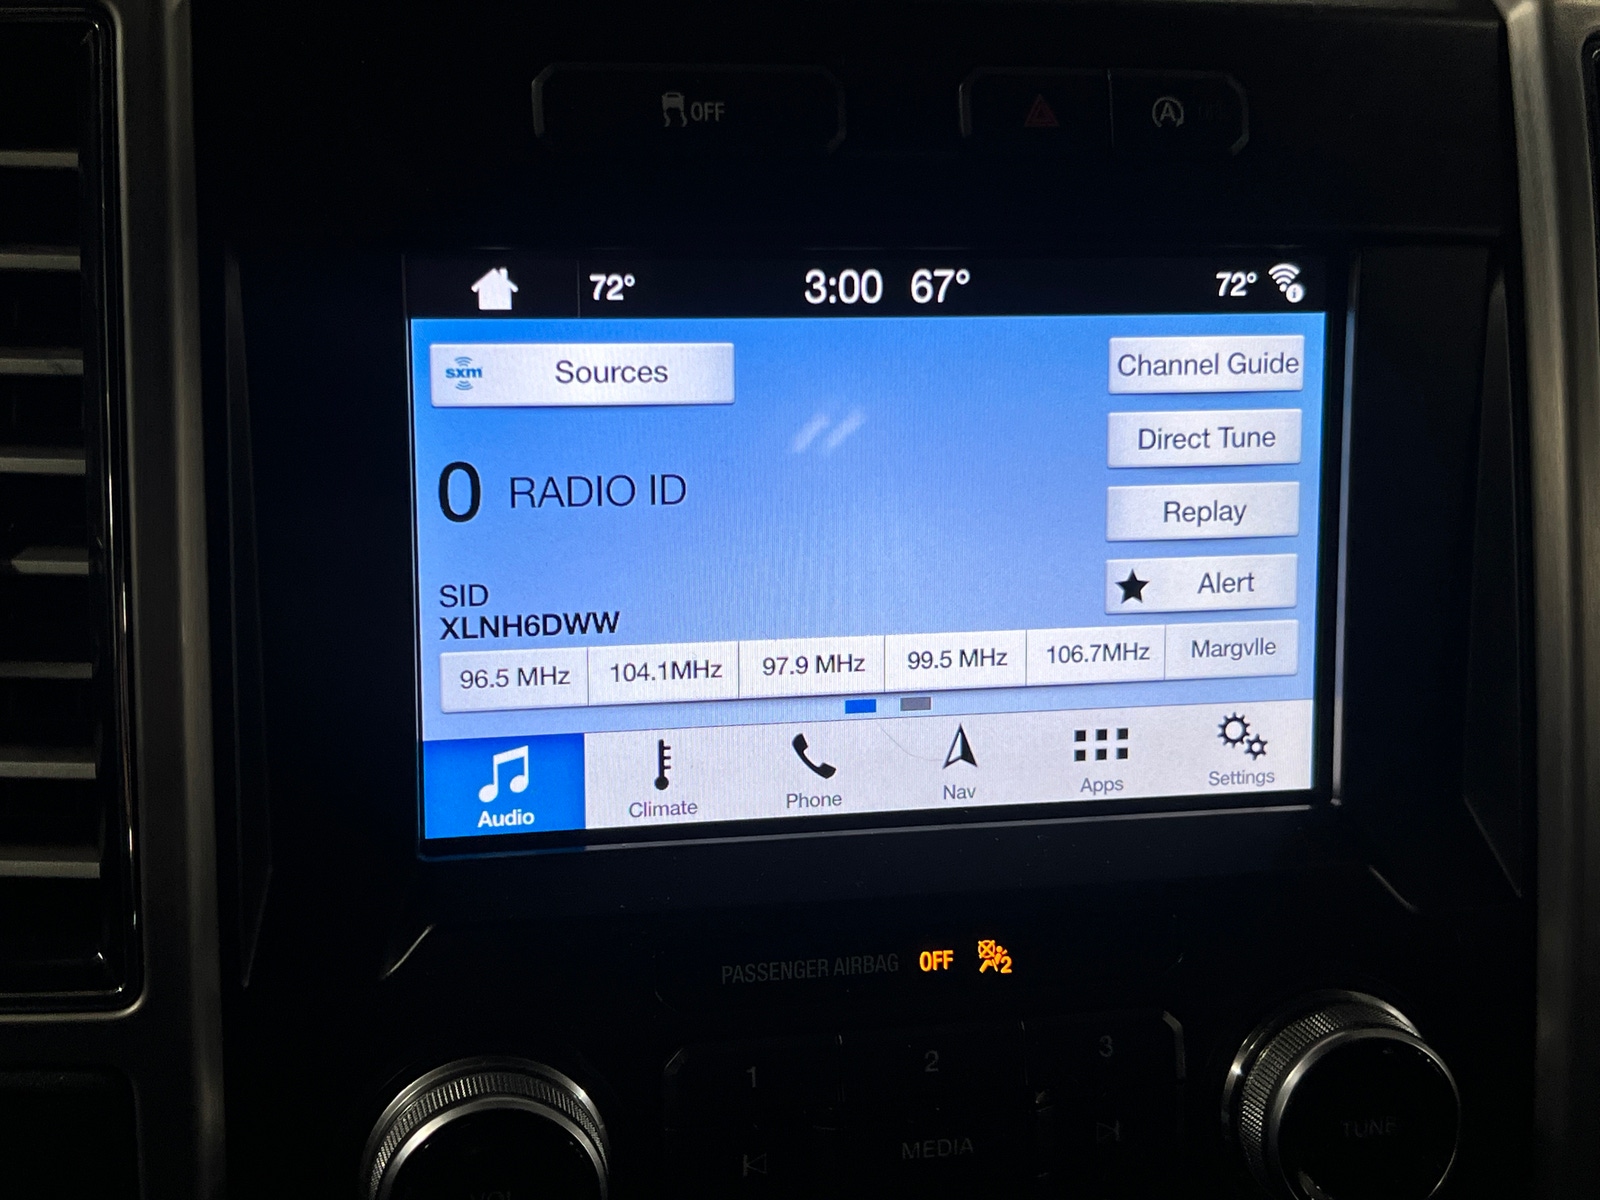 OFF
A
72° 3:00 67° 72°
sxm Sources
Channel Guide
Direct Tune
0 RADIO ID
Replay
Alert
SID
XLNH6DWW
96.5 MHz 104.1MHz 97.9 MHz 99.5 MHz 106.7MHz Margvlle
Audio Climate Phone Nav Apps Settings
PASSENGER AIRBAG OFF 2
1 2 3
MEDIA
TUNE